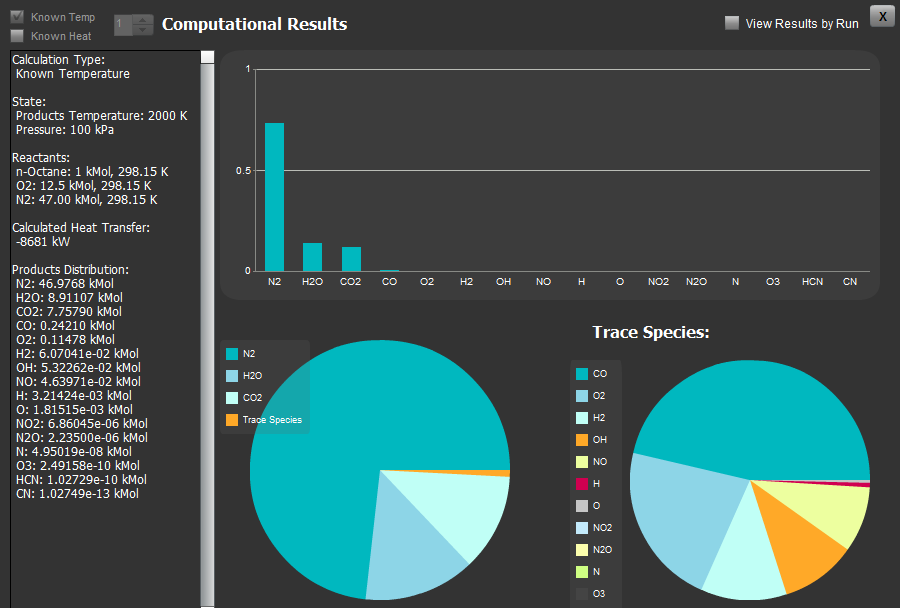 Known Temp
Known Heat
1
Computational Results
View Results by Run
X
Calculation Type:
Known Temperature
State:
Products Temperature: 2000 K
Pressure: 100 kPa
Reactants:
n-Octane: 1 kMol, 298.15 K
O2: 12.5 kMol, 298.15 K
N2: 47.00 kMol, 298.15 K
Calculated Heat Transfer:
-8681 kW
Products Distribution:
N2: 46.9768 kMol
H2O: 8.91107 kMol
CO2: 7.75790 kMol
CO: 0.24210 kMol
O2: 0.11478 kMol
H2: 6.07041e-02 kMol
OH: 5.32262e-02 kMol
NO: 4.63971e-02 kMol
H: 3.21424e-03 kMol
O: 1.81515e-03 kMol
NO2: 6.86045e-06 kMol
N2O: 2.23500e-06 kMol
N: 4.95019e-08 kMol
O3: 2.49158e-10 kMol
HCN: 1.02729e-10 kMol
CN: 1.02749e-13 kMol
1
0.5
0
N2 H2O CO2 CO O2 H2 OH NO H O NO2 N2O N O3 HCN CN
N2
H2O
CO2
Trace Species
Trace Species:
CO
O2
H2
OH
NO
H
O
NO2
N2O
N
O3